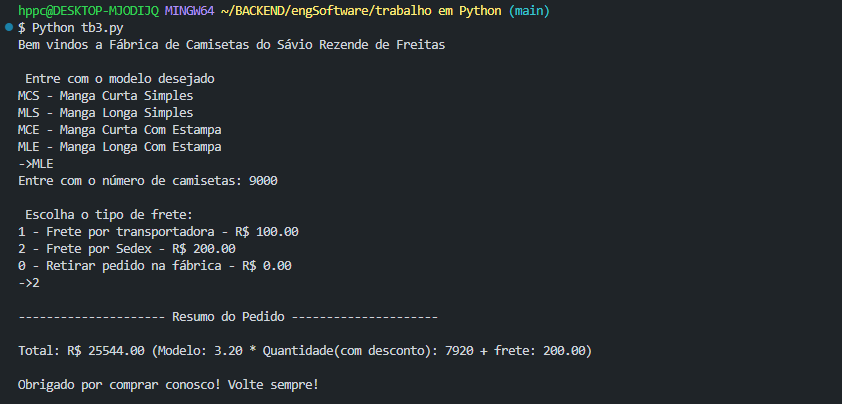 hppc@DESKTOP-MJODIJQ MINGW64 ~/BACKEND/engSoftware/trabalho em Python (main)
$ Python tb3.py
Bem vindos a Fábrica de Camisetas do Sávio Rezende de Freitas
Entre com o modelo desejado
MCS - Manga Curta Simples
MLS - Manga Longa Simples
MCE - Manga Curta Com Estampa
MLE - Manga Longa Com Estampa
->MLE
Entre com o número de camisetas: 9000
Escolha o tipo de frete:
1 - Frete por transportadora - R$ 100.00
2 - Frete por Sedex - R$ 200.00
0 - Retirar pedido na fábrica - R$ 0.00
->2
--------------------- Resumo do Pedido ---------------------
Total: R$ 25544.00 (Modelo: 3.20 * Quantidade(com desconto): 7920 + frete: 200.00)
Obrigado por comprar conosco! Volte sempre!